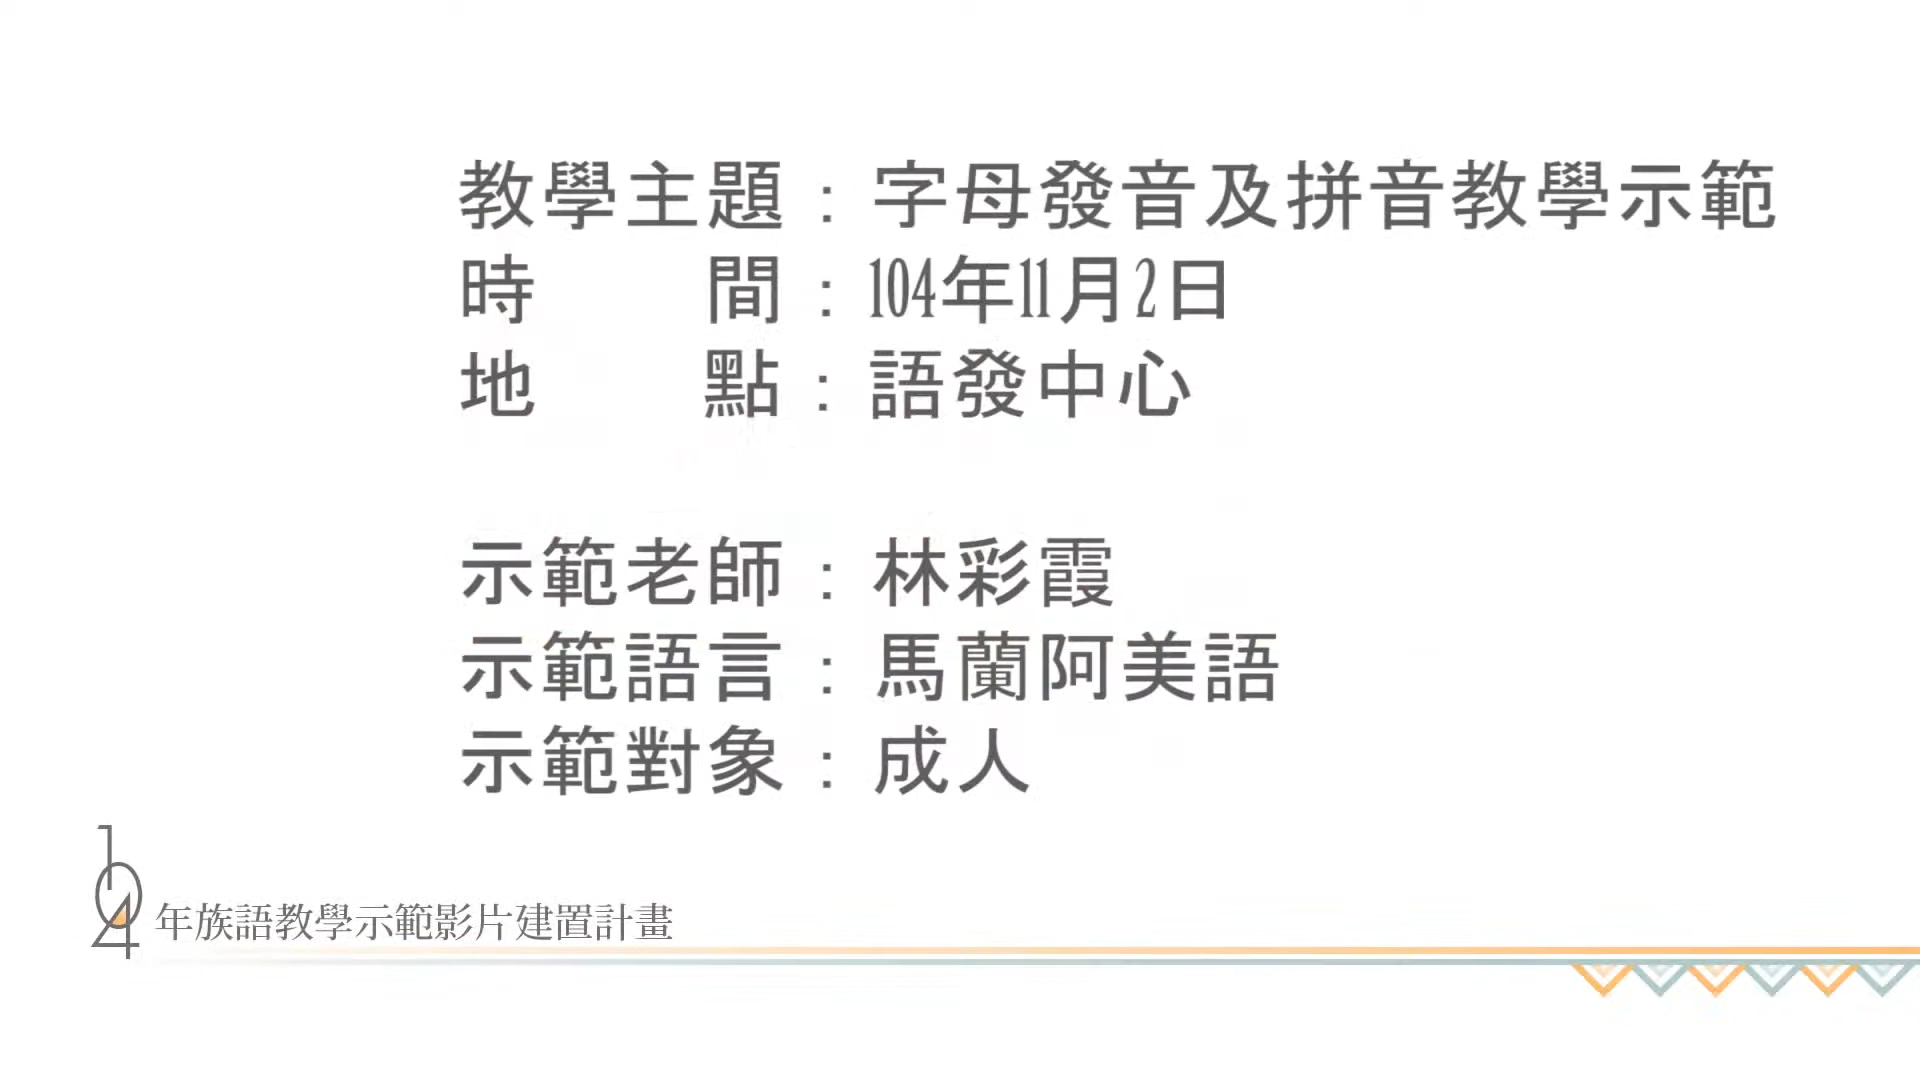 教學主題：字母發音及拼音教學示範
時　　間：104年11月2日
地　　點：語發中心
示範老師：林彩霞
示範語言：馬蘭阿美語
示範對象：成人
104年族語教學示範影片建置計畫